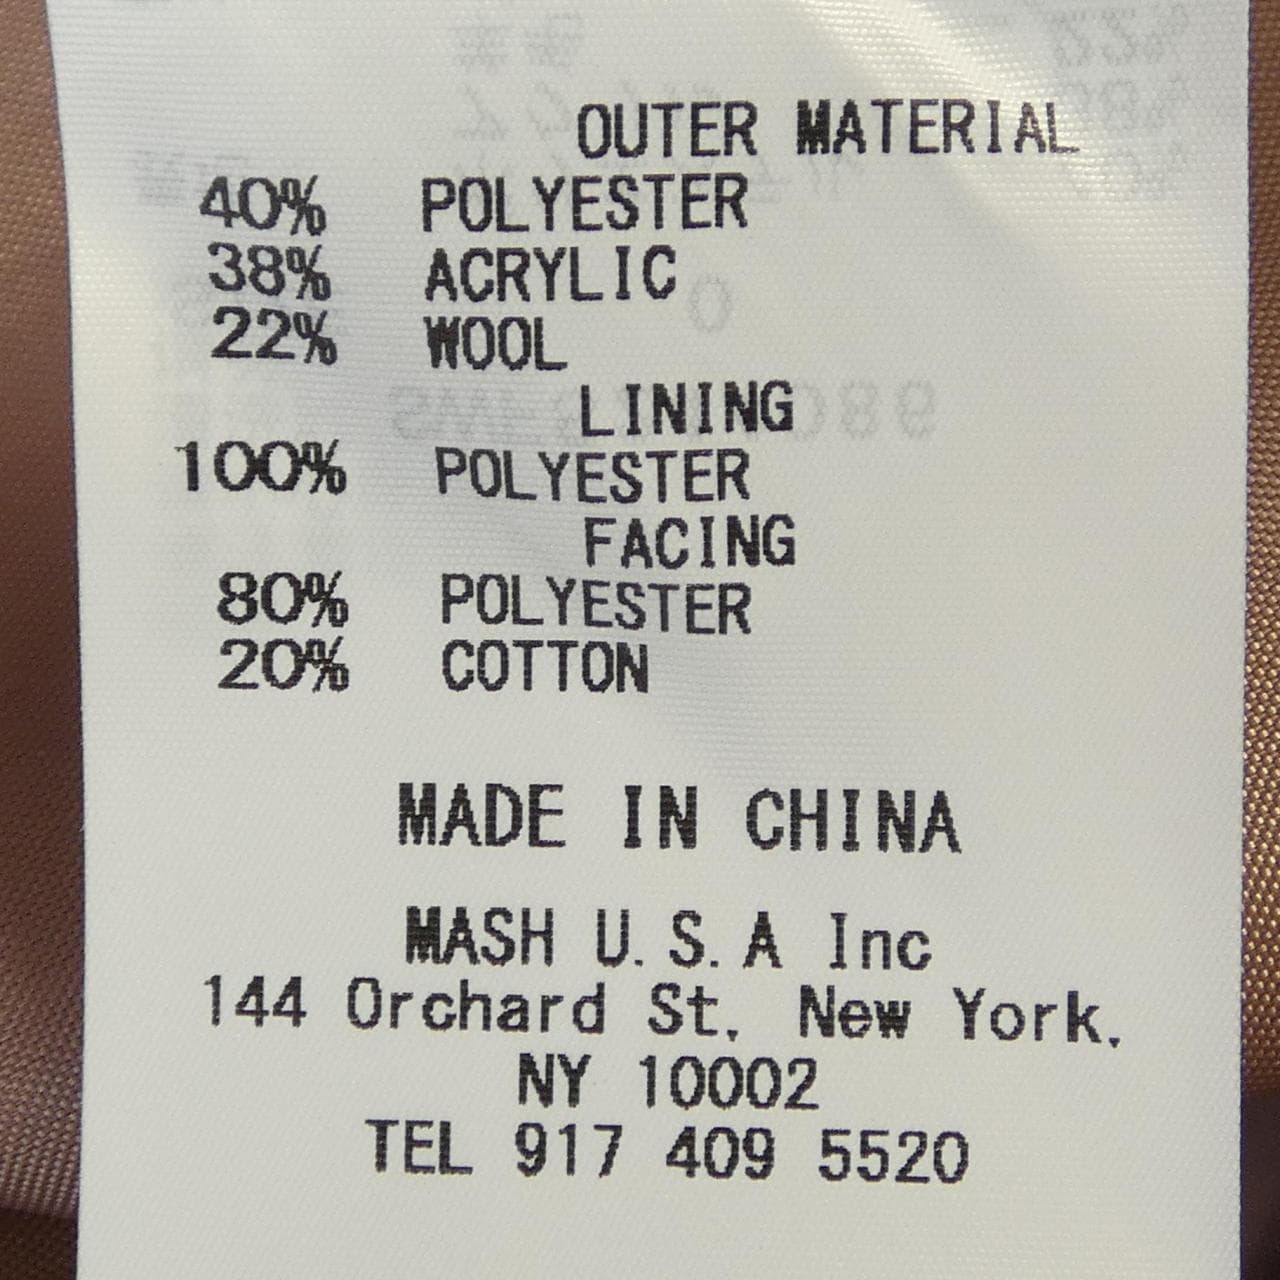 OUTER MATERIAL
40% POLYESTER
38% ACRYLIC
22% WOOL
LINING
100% POLYESTER
FACING
80% POLYESTER
20% COTTON
MADE IN CHINA
MASH U.S.A Inc
144 Orchard St, New York,
NY 10002
TEL 917 409 5520